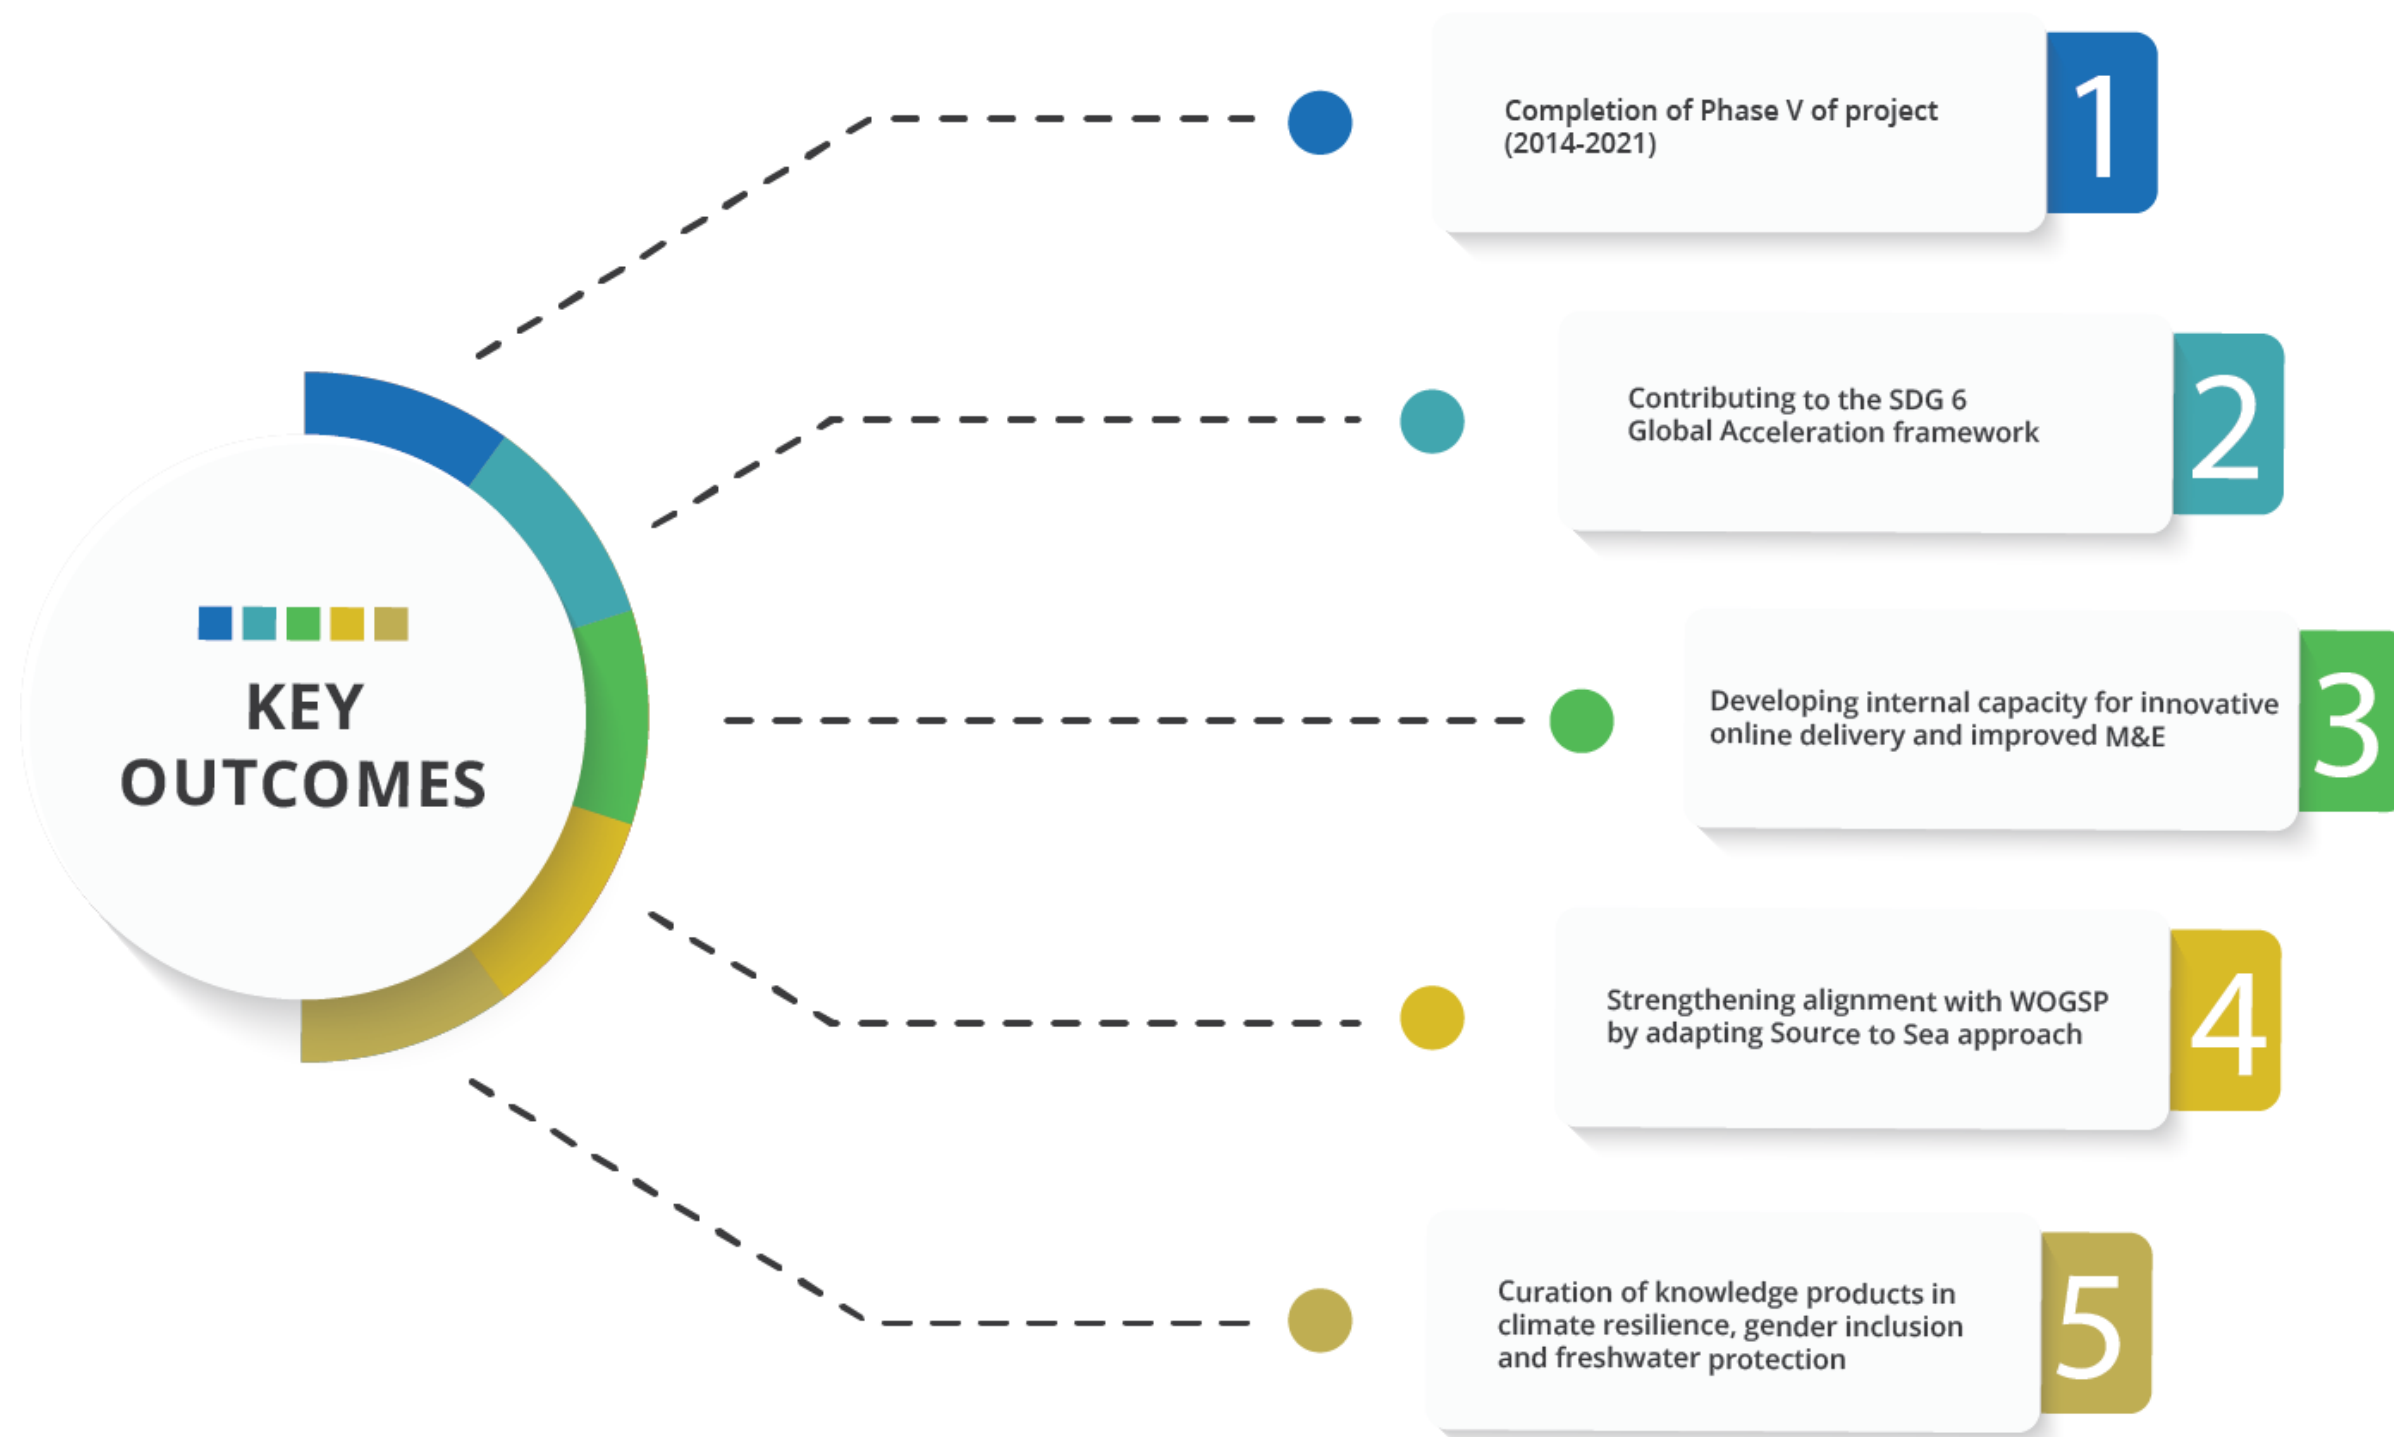 KEY
OUTCOMES
Completion of Phase V of project
(2014-2021)
1
Contributing to the SDG 6
Global Acceleration framework
2
Developing internal capacity for innovative
online delivery and improved M&E
3
Strengthening alignment with WOGSP
by adapting Source to Sea approach
4
Curation of knowledge products in
climate resilience, gender inclusion
and freshwater protection
5